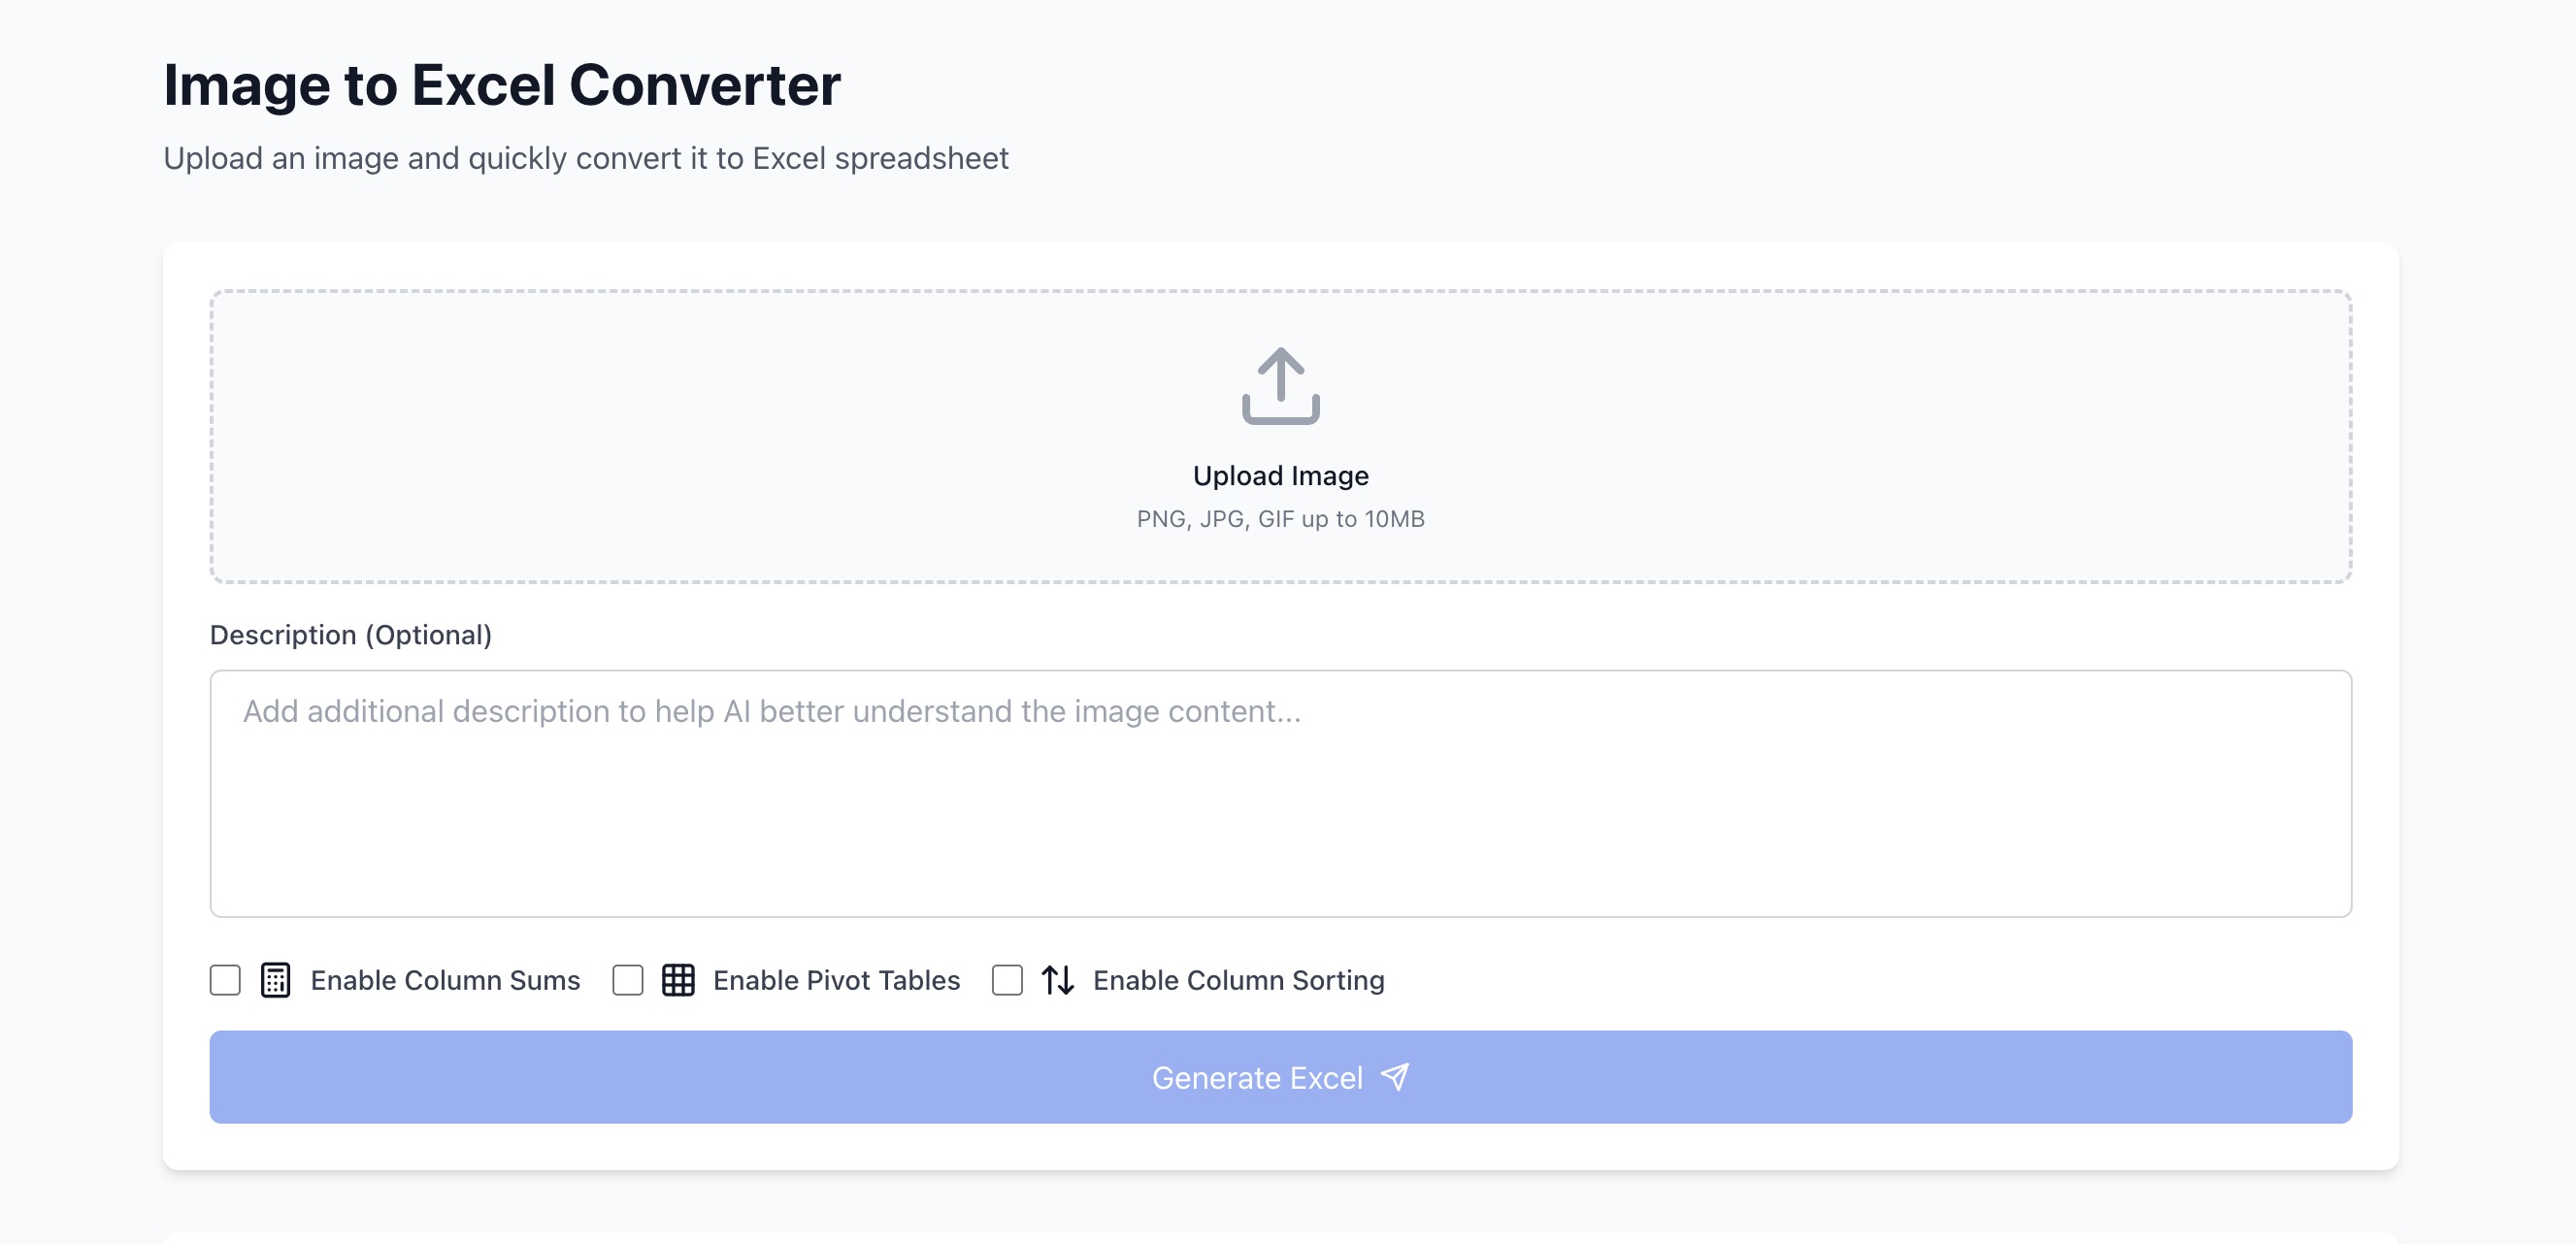 Image to Excel Converter
Upload an image and quickly convert it to Excel spreadsheet
Upload Image
PNG, JPG, GIF up to 10MB
Description (Optional)
Add additional description to help AI better understand the image content...
Enable Column Sums Enable Pivot Tables Enable Column Sorting
Generate Excel